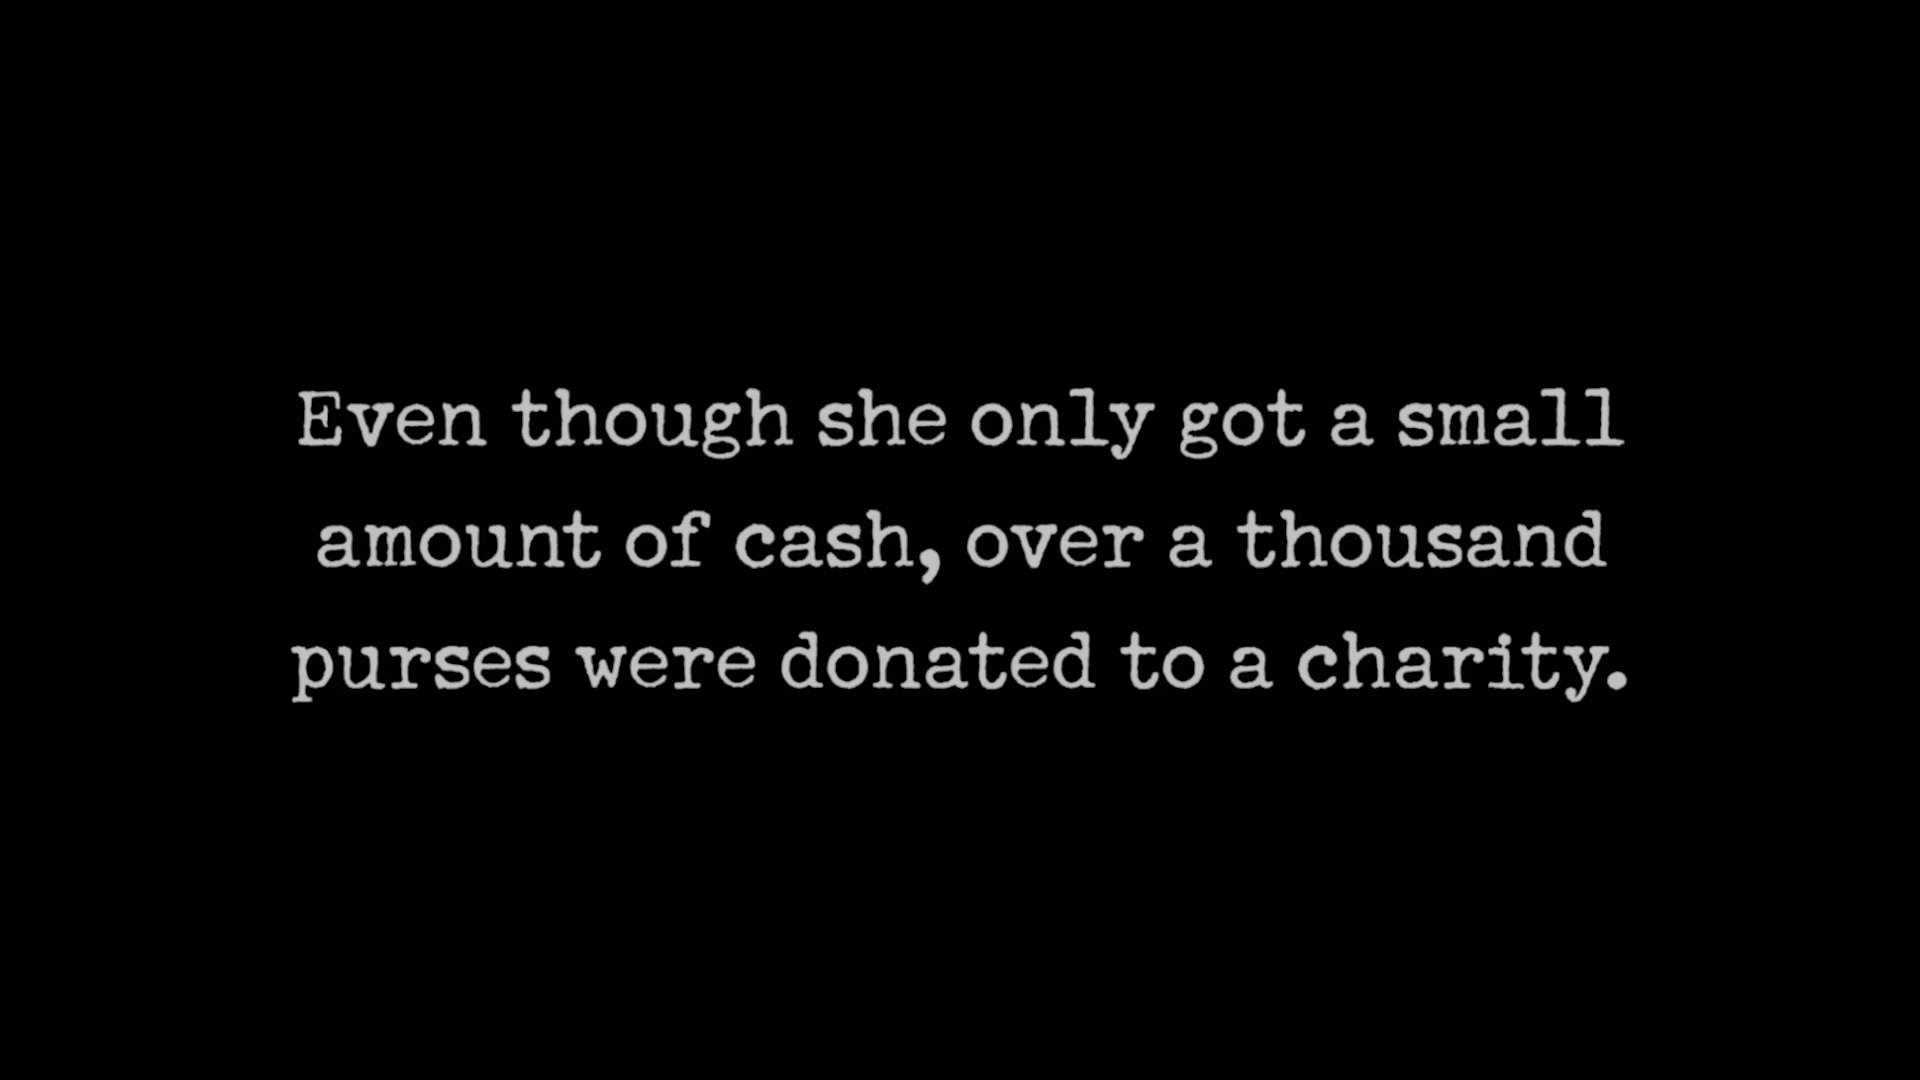 Even though she only got a small
amount of cash, over a thousand
purses were donated to a charity.